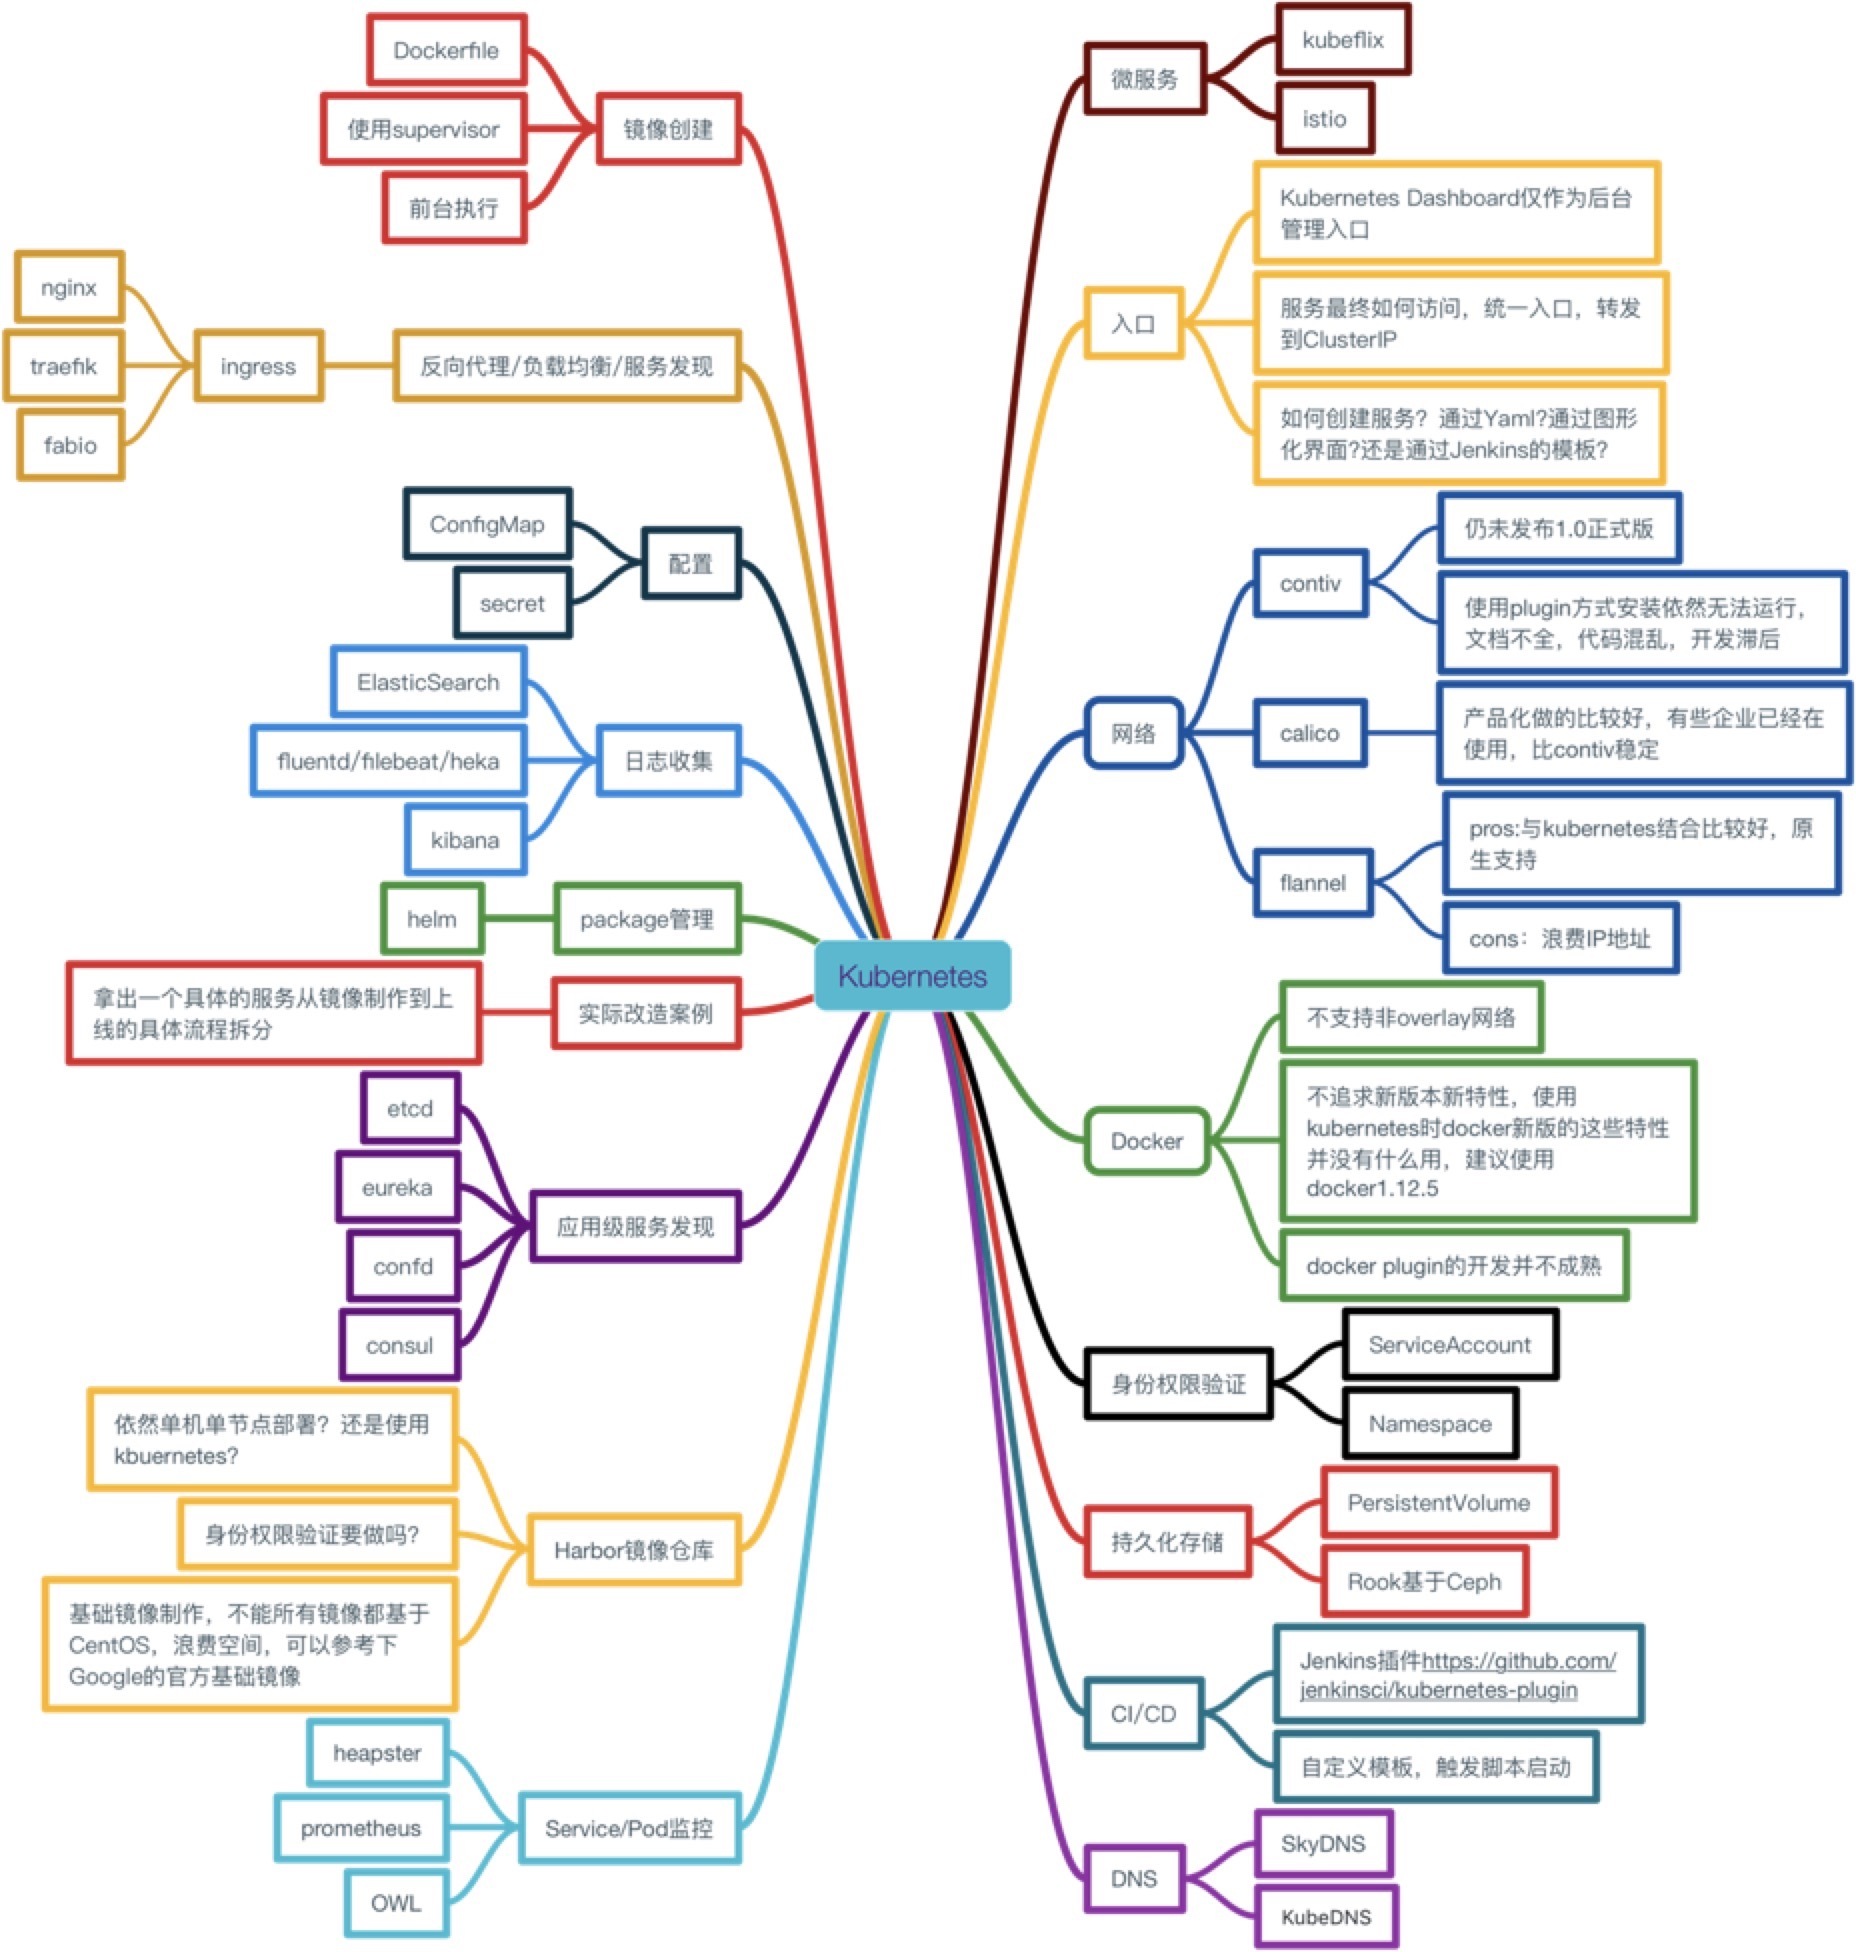 Kubernetes
镜像创建
Dockerfile
使用supervisor
前台执行
反向代理/负载均衡/服务发现
ingress
nginx
traefik
fabio
配置
ConfigMap
secret
日志收集
ElasticSearch
fluentd/filebeat/heka
kibana
package管理
helm
实际改造案例
拿出一个具体的服务从镜像制作到上
线的具体流程拆分
应用级服务发现
etcd
eureka
confd
consul
Harbor镜像仓库
依然单机单节点部署？还是使用
kbuernetes?
身份权限验证要做吗？
基础镜像制作，不能所有镜像都基于
CentOS，浪费空间，可以参考下
Google的官方基础镜像
Service/Pod监控
heapster
prometheus
OWL
微服务
kubeflix
istio
入口
Kubernetes Dashboard仅作为后台
管理入口
服务最终如何访问，统一入口，转发
到ClusterIP
如何创建服务？通过Yaml?通过图形
化界面?还是通过Jenkins的模板?
网络
contiv
仍未发布1.0正式版
使用plugin方式安装依然无法运行，
文档不全，代码混乱，开发滞后
calico
产品化做的比较好，有些企业已经在
使用，比contiv稳定
flannel
pros:与kubernetes结合比较好，原
生支持
cons：浪费IP地址
Docker
不支持非overlay网络
不追求新版本新特性，使用
kubernetes时docker新版的这些特性
并没有什么用，建议使用
docker1.12.5
docker plugin的开发并不成熟
身份权限验证
ServiceAccount
Namespace
持久化存储
PersistentVolume
Rook基于Ceph
CI/CD
Jenkins插件https://github.com/
jenkinsci/kubernetes-plugin
自定义模板，触发脚本启动
DNS
SkyDNS
KubeDNS